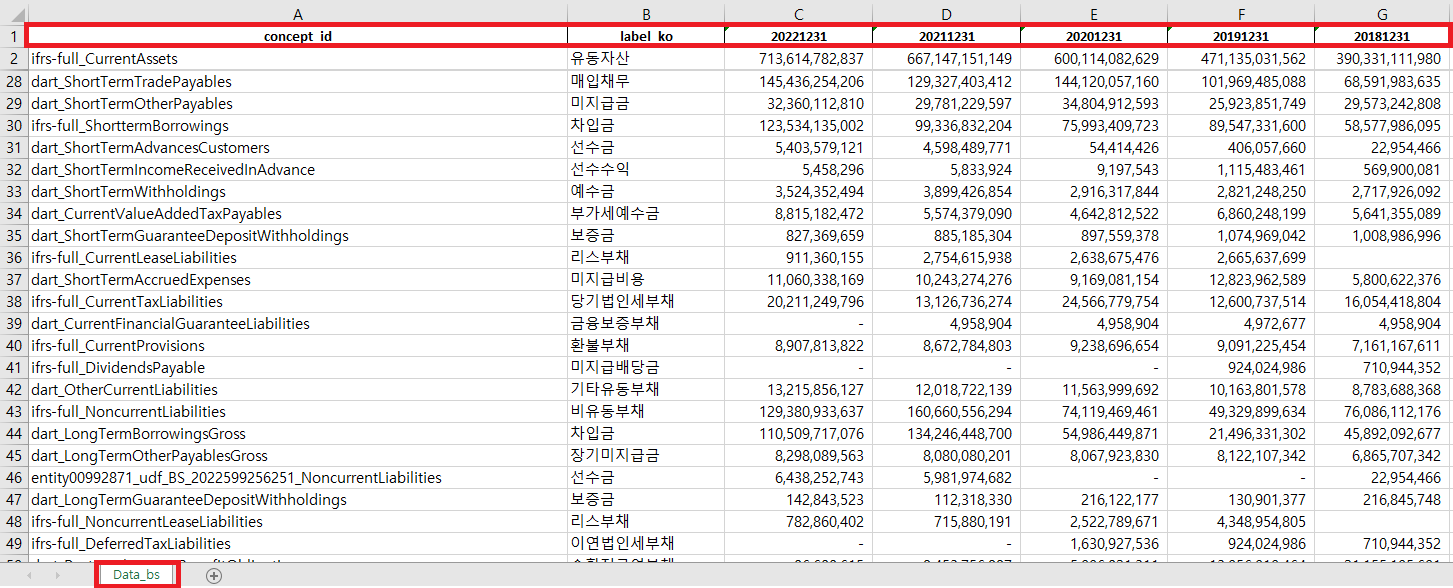 A B C D E F G
1 concept_id label_ko 20221231 20211231 20201231 20191231 20181231
2 ifrs-full_CurrentAssets 유동자산 713,614,782,837 667,147,151,149 600,114,082,629 471,135,031,562 390,331,111,980
28 dart_ShortTermTradePayables 매입채무 145,436,254,206 129,327,403,412 144,120,057,160 101,969,485,088 68,591,983,635
29 dart_ShortTermOtherPayables 미지급금 32,360,112,810 29,781,229,597 34,804,912,593 25,923,851,749 29,573,242,808
30 ifrs-full_ShorttermBorrowings 차입금 123,534,135,002 99,336,832,204 75,993,409,723 89,547,331,600 58,577,986,095
31 dart_ShortTermAdvancesCustomers 선수금 5,403,579,121 4,598,489,771 54,414,426 406,057,660 22,954,466
32 dart_ShortTermIncomeReceivedInAdvance 선수수익 5,458,296 5,833,924 9,197,543 1,115,483,461 569,900,081
33 dart_ShortTermWithholdings 예수금 3,524,352,494 3,899,426,854 2,916,317,844 2,821,248,250 2,717,926,092
34 dart_CurrentValueAddedTaxPayables 부가세예수금 8,815,182,472 5,574,379,090 4,642,812,522 6,860,248,199 5,641,355,089
35 dart_ShortTermGuaranteeDepositWithholdings 보증금 827,369,659 885,185,304 897,559,378 1,074,969,042 1,008,986,996
36 ifrs-full_CurrentLeaseLiabilities 리스부채 911,360,155 2,754,615,938 2,638,675,476 2,665,637,699
37 dart_ShortTermAccruedExpenses 미지급비용 11,060,338,169 10,243,274,276 9,169,081,154 12,823,962,589 5,800,622,376
38 ifrs-full_CurrentTaxLiabilities 당기법인세부채 20,211,249,796 13,126,736,274 24,566,779,754 12,600,737,514 16,054,418,804
39 dart_CurrentFinancialGuaranteeLiabilities 금융보증부채 - 4,958,904 4,958,904 4,972,677 4,958,904
40 ifrs-full_CurrentProvisions 환불부채 8,907,813,822 8,672,784,803 9,238,696,654 9,091,225,454 7,161,167,611
41 ifrs-full_DividendsPayable 미지급배당금 - - - 924,024,986 710,944,352
42 dart_OtherCurrentLiabilities 기타유동부채 13,215,856,127 12,018,722,139 11,563,999,692 10,163,801,578 8,783,688,368
43 ifrs-full_NoncurrentLiabilities 비유동부채 129,380,933,637 160,660,556,294 74,119,469,461 49,329,899,634 76,086,112,176
44 dart_LongTermBorrowingsGross 차입금 110,509,717,076 134,246,448,700 54,986,449,871 21,496,331,302 45,892,092,677
45 dart_LongTermOtherPayablesGross 장기미지급금 8,298,089,563 8,080,080,201 8,067,923,830 8,122,107,342 6,865,707,342
46 entity00992871_udf_BS_2022599256251_NoncurrentLiabilities 선수금 6,438,252,743 5,981,974,682 - - 22,954,466
47 dart_LongTermGuaranteeDepositWithholdings 보증금 142,843,523 112,318,330 216,122,177 130,901,377 216,845,748
48 ifrs-full_NoncurrentLeaseLiabilities 리스부채 782,860,402 715,880,191 2,522,789,671 4,348,954,805
49 ifrs-full_DeferredTaxLiabilities 이연법인세부채 - - 1,630,927,536 924,024,986 710,944,352
Data_bs